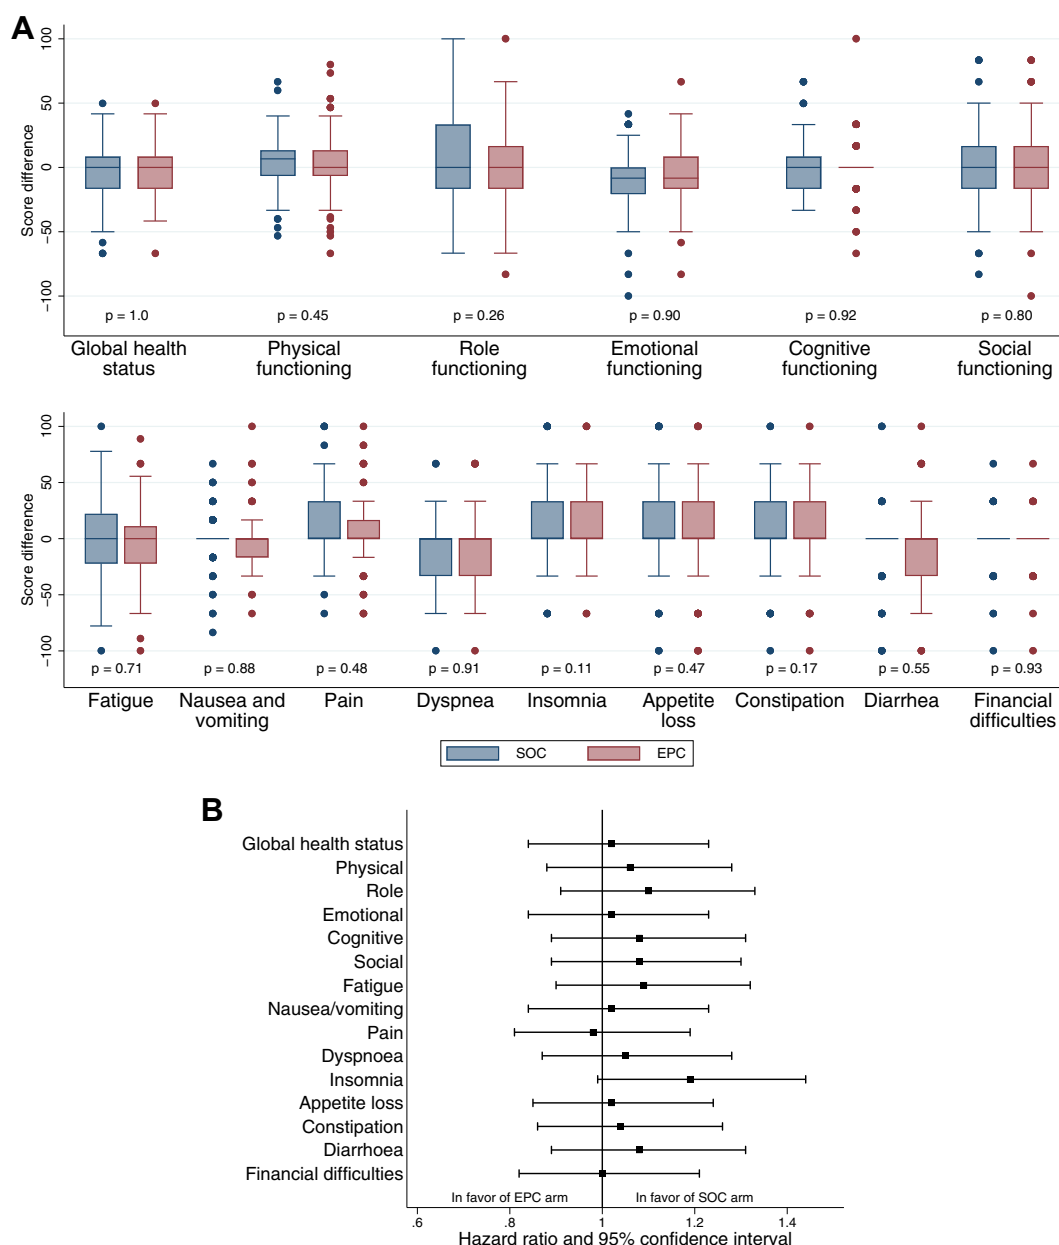 A
Score difference
100
50
0
−50
−100
p = 1.0
p = 0.45
p = 0.26
p = 0.90
p = 0.92
p = 0.80
Global health status
Physical functioning
Role functioning
Emotional functioning
Cognitive functioning
Social functioning
Score difference
100
50
0
−50
−100
p = 0.71
p = 0.88
p = 0.48
p = 0.91
p = 0.11
p = 0.47
p = 0.17
p = 0.55
p = 0.93
Fatigue
Nausea and vomiting
Pain
Dyspnea
Insomnia
Appetite loss
Constipation
Diarrhea
Financial difficulties
SOC
EPC
B
Global health status
Physical
Role
Emotional
Cognitive
Social
Fatigue
Nausea/vomiting
Pain
Dyspnoea
Insomnia
Appetite loss
Constipation
Diarrhoea
Financial difficulties
In favor of EPC arm
In favor of SOC arm
.6
.8
1
1.2
1.4
Hazard ratio and 95% confidence interval